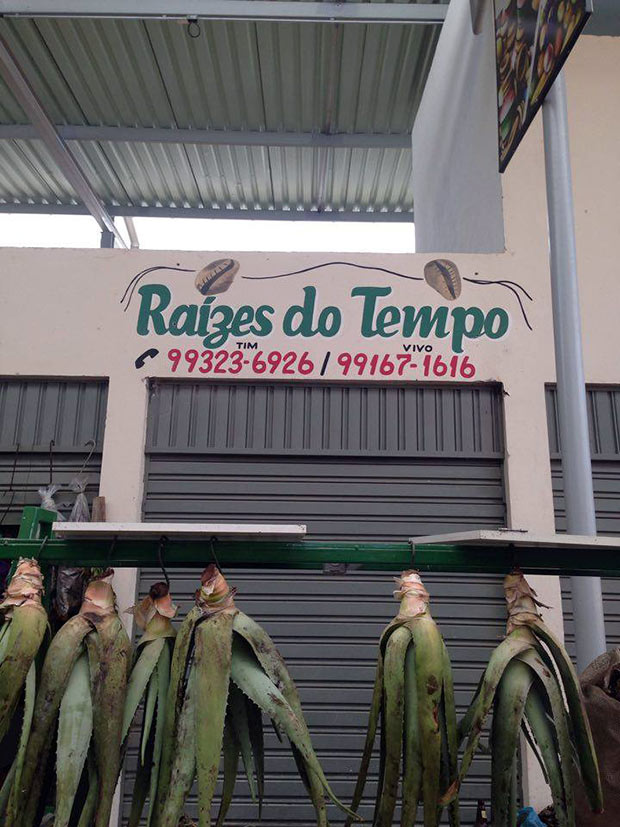 Raízes do Tempo
TIM VIVO
99323-6926 / 99167-1616